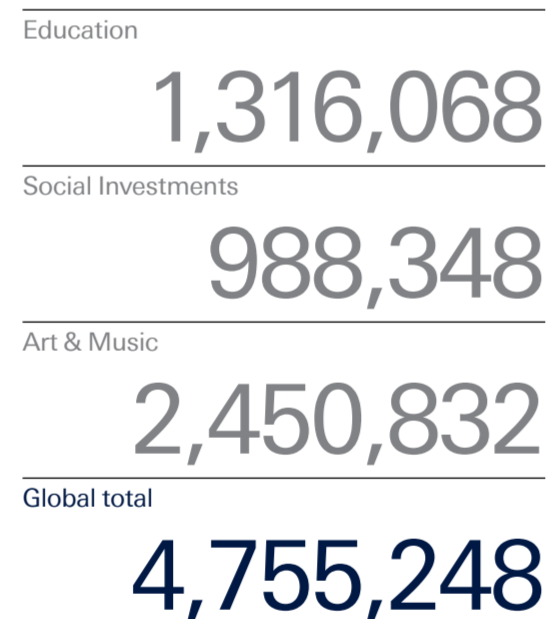 Education
1,316,068
Social Investments
988,348
Art & Music
2,450,832
Global total
4,755,248